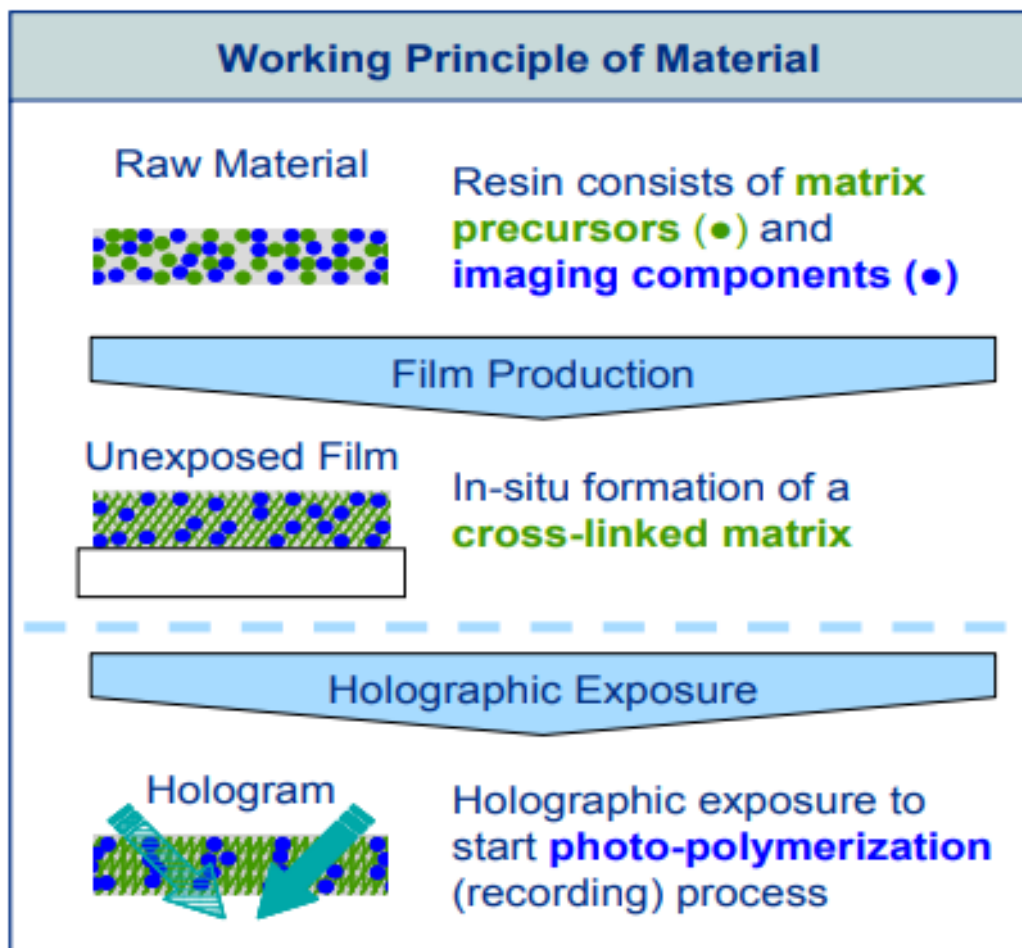 Working Principle of Material
Raw Material
Resin consists of matrix
precursors (●) and
imaging components (●)
Film Production
Unexposed Film
In-situ formation of a
cross-linked matrix
Holographic Exposure
Hologram
Holographic exposure to
start photo-polymerization
(recording) process